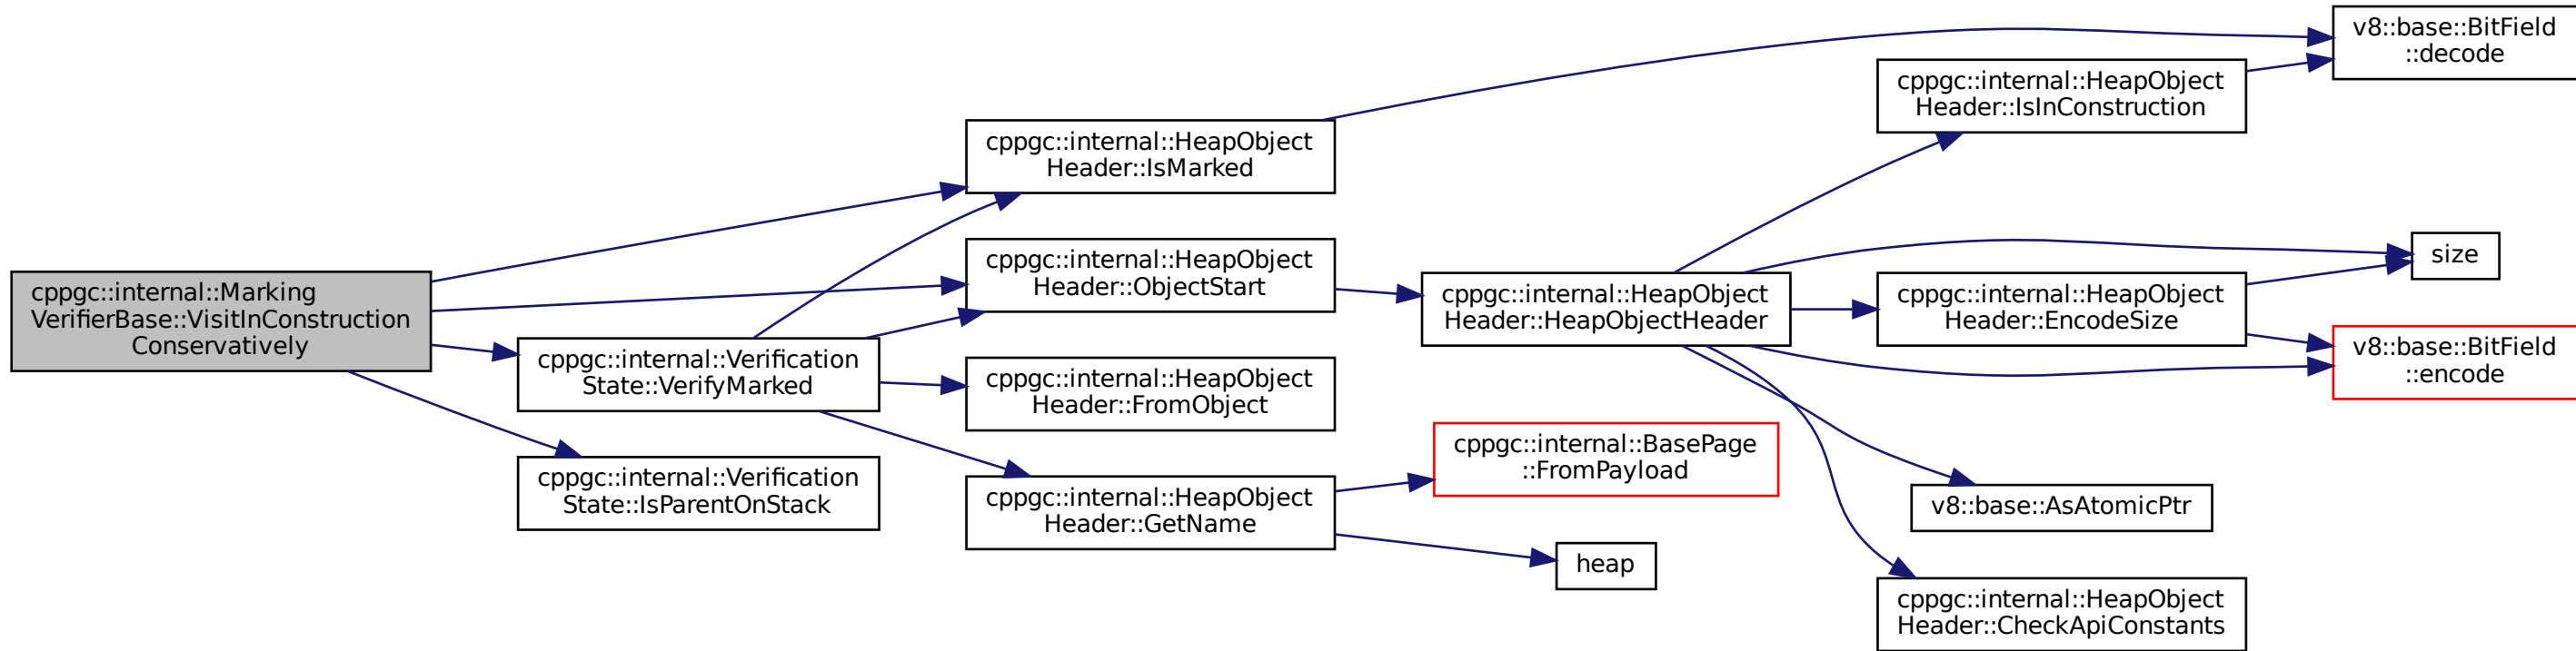 cppgc::internal::Marking
VerifierBase::VisitInConstruction
Conservatively
cppgc::internal::HeapObject
Header::IsMarked
cppgc::internal::HeapObject
Header::ObjectStart
cppgc::internal::Verification
State::VerifyMarked
cppgc::internal::HeapObject
Header::FromObject
cppgc::internal::Verification
State::IsParentOnStack
cppgc::internal::HeapObject
Header::GetName
cppgc::internal::HeapObject
Header::HeapObjectHeader
cppgc::internal::BasePage
::FromPayload
heap
cppgc::internal::HeapObject
Header::IsInConstruction
cppgc::internal::HeapObject
Header::EncodeSize
v8::base::AsAtomicPtr
cppgc::internal::HeapObject
Header::CheckApiConstants
v8::base::BitField
::decode
size
v8::base::BitField
::encode